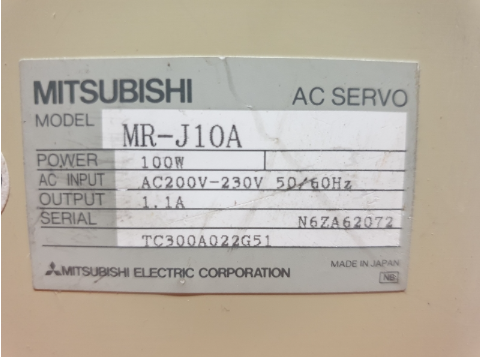 MITSUBISHI AC SERVO
MODEL MR-J10A
POWER 100W
AC INPUT AC200V-230V 50/60Hz
OUTPUT 1.1A
SERIAL N6ZA62072
TC300A022G51
MITSUBISHI ELECTRIC CORPORATION MADE IN JAPAN